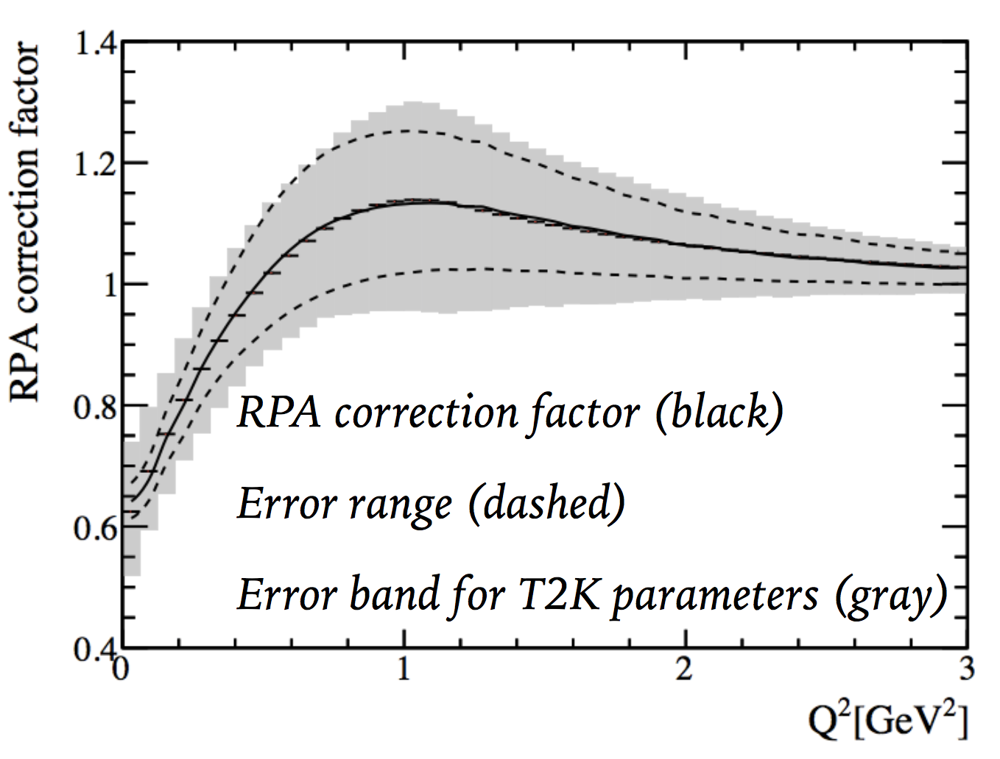 RPA correction factor
1.4
1.2
1
0.8
0.6
0.4
RPA correction factor (black)
Error range (dashed)
Error band for T2K parameters (gray)
0 1 2 3
Q²[GeV²]